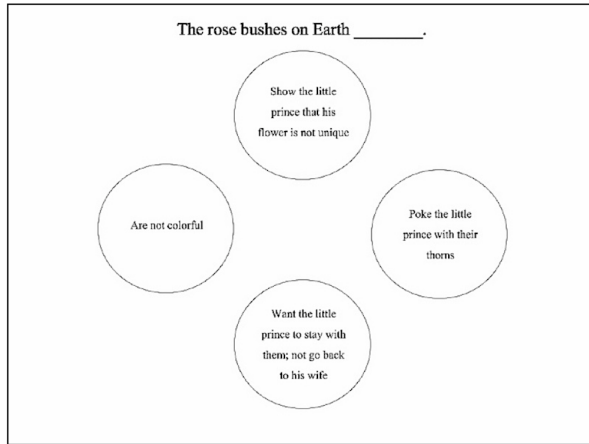 The rose bushes on Earth ________.
Show the little
prince that his
flower is not unique
Are not colorful
Poke the little
prince with their
thorns
Want the little
prince to stay with
them; not go back
to his wife